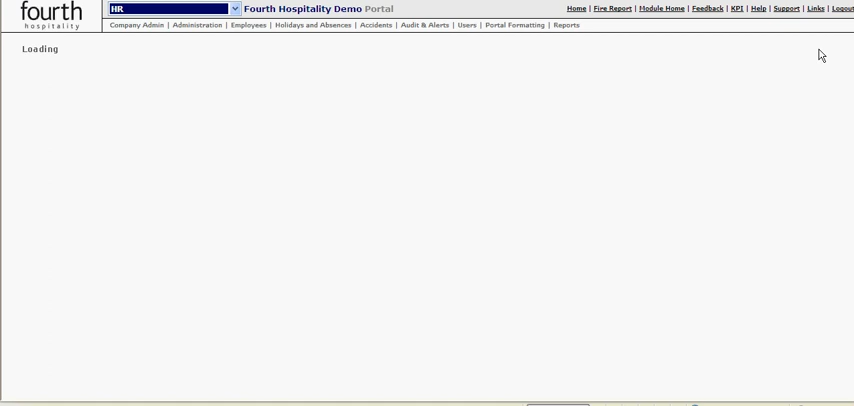 fourth
hospitality
HR
Fourth Hospitality Demo Portal
Home | Fire Report | Module Home | Feedback | KPI | Help | Support | Links | Logout
Company Admin | Administration | Employees | Holidays and Absences | Accidents | Audit & Alerts | Users | Portal Formatting | Reports
Loading